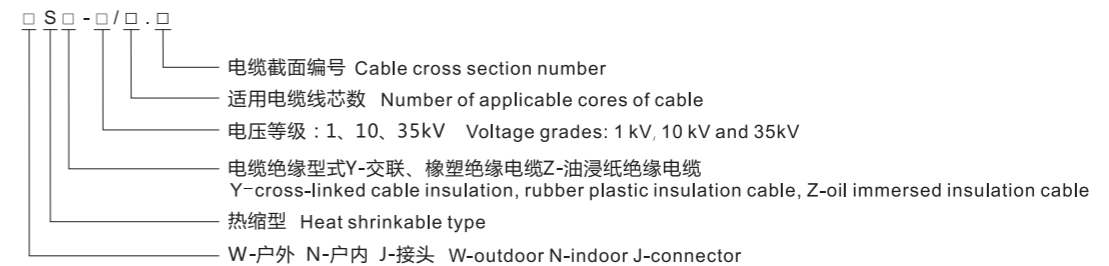 □ S □ - □ / □ . □
电缆截面编号 Cable cross section number
适用电缆线芯数 Number of applicable cores of cable
电压等级：1、10、35kV Voltage grades: 1 kV, 10 kV and 35kV
电缆绝缘型式Y-交联、橡塑绝缘电缆Z-油浸纸绝缘电缆
Y-cross-linked cable insulation, rubber plastic insulation cable, Z-oil immersed insulation cable
热缩型 Heat shrinkable type
W-户外 N-户内 J-接头 W-outdoor N-indoor J-connector